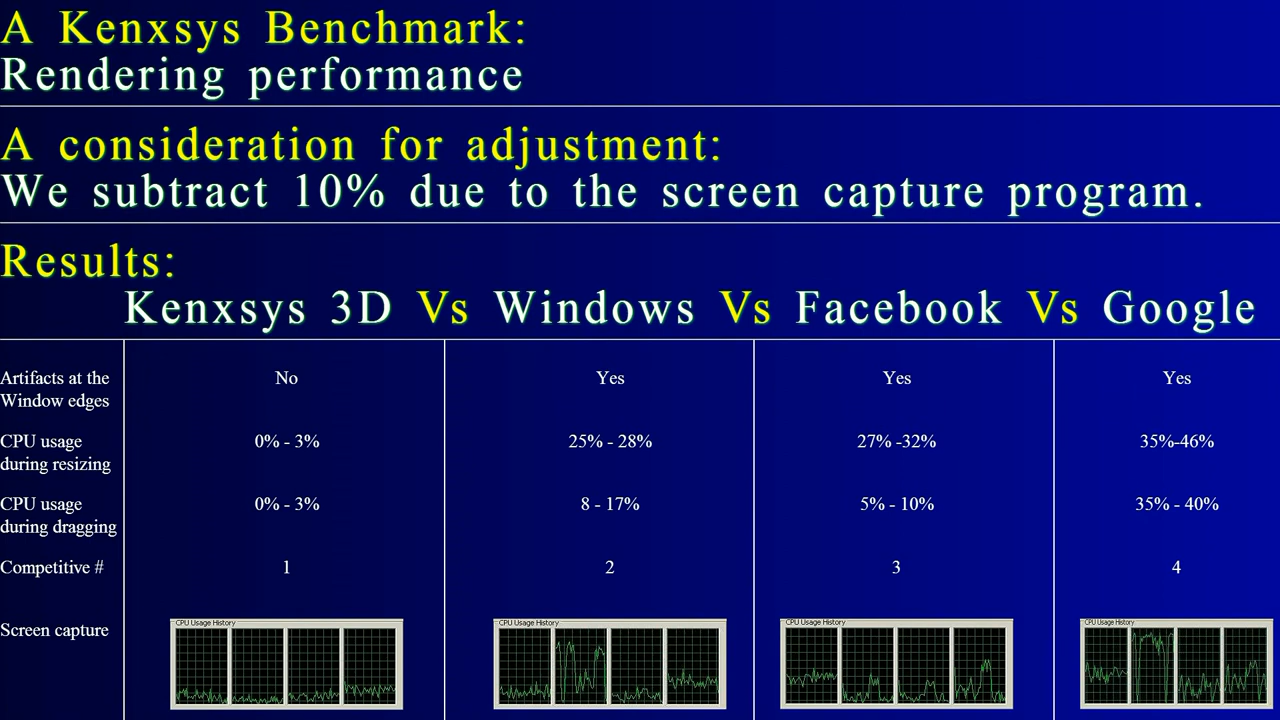 A Kenxsys Benchmark:
Rendering performance
A consideration for adjustment:
We subtract 10% due to the screen capture program.
Results:
Kenxsys 3D Vs Windows Vs Facebook Vs Google
Artifacts at the Window edges No Yes Yes Yes
CPU usage during resizing 0% - 3% 25% - 28% 27% -32% 35%-46%
CPU usage during dragging 0% - 3% 8 - 17% 5% - 10% 35% - 40%
Competitive # 1 2 3 4
Screen capture
CPU Usage History CPU Usage History CPU Usage History CPU Usage History